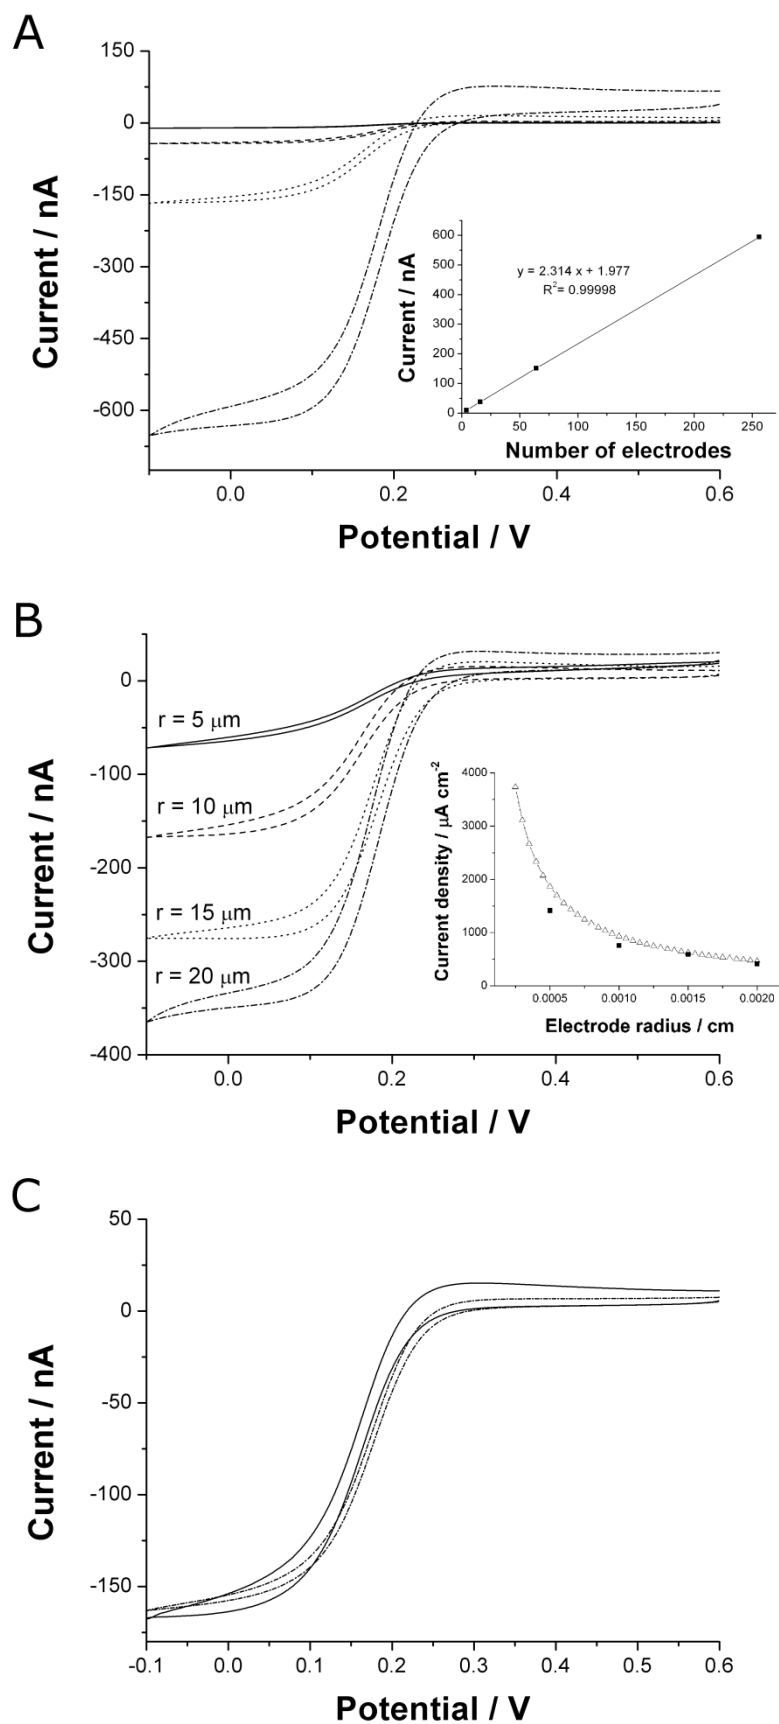 A
150
0
-150
-300
-450
-600
Current / nA
0.0
0.2
0.4
0.6
Potential / V
600
500
400
300
200
100
0
Current / nA
y = 2.314 x + 1.977
R²= 0.99998
0
50
100
150
200
250
Number of electrodes
B
0
-100
-200
-300
-400
Current / nA
r = 5 μm
r = 10 μm
r = 15 μm
r = 20 μm
0.0
0.2
0.4
0.6
Potential / V
4000
3000
2000
1000
0
Current density / μA cm⁻²
0.0005
0.0010
0.0015
0.0020
Electrode radius / cm
C
50
0
-50
-100
-150
Current / nA
-0.1
0.0
0.1
0.2
0.3
0.4
0.5
0.6
Potential / V